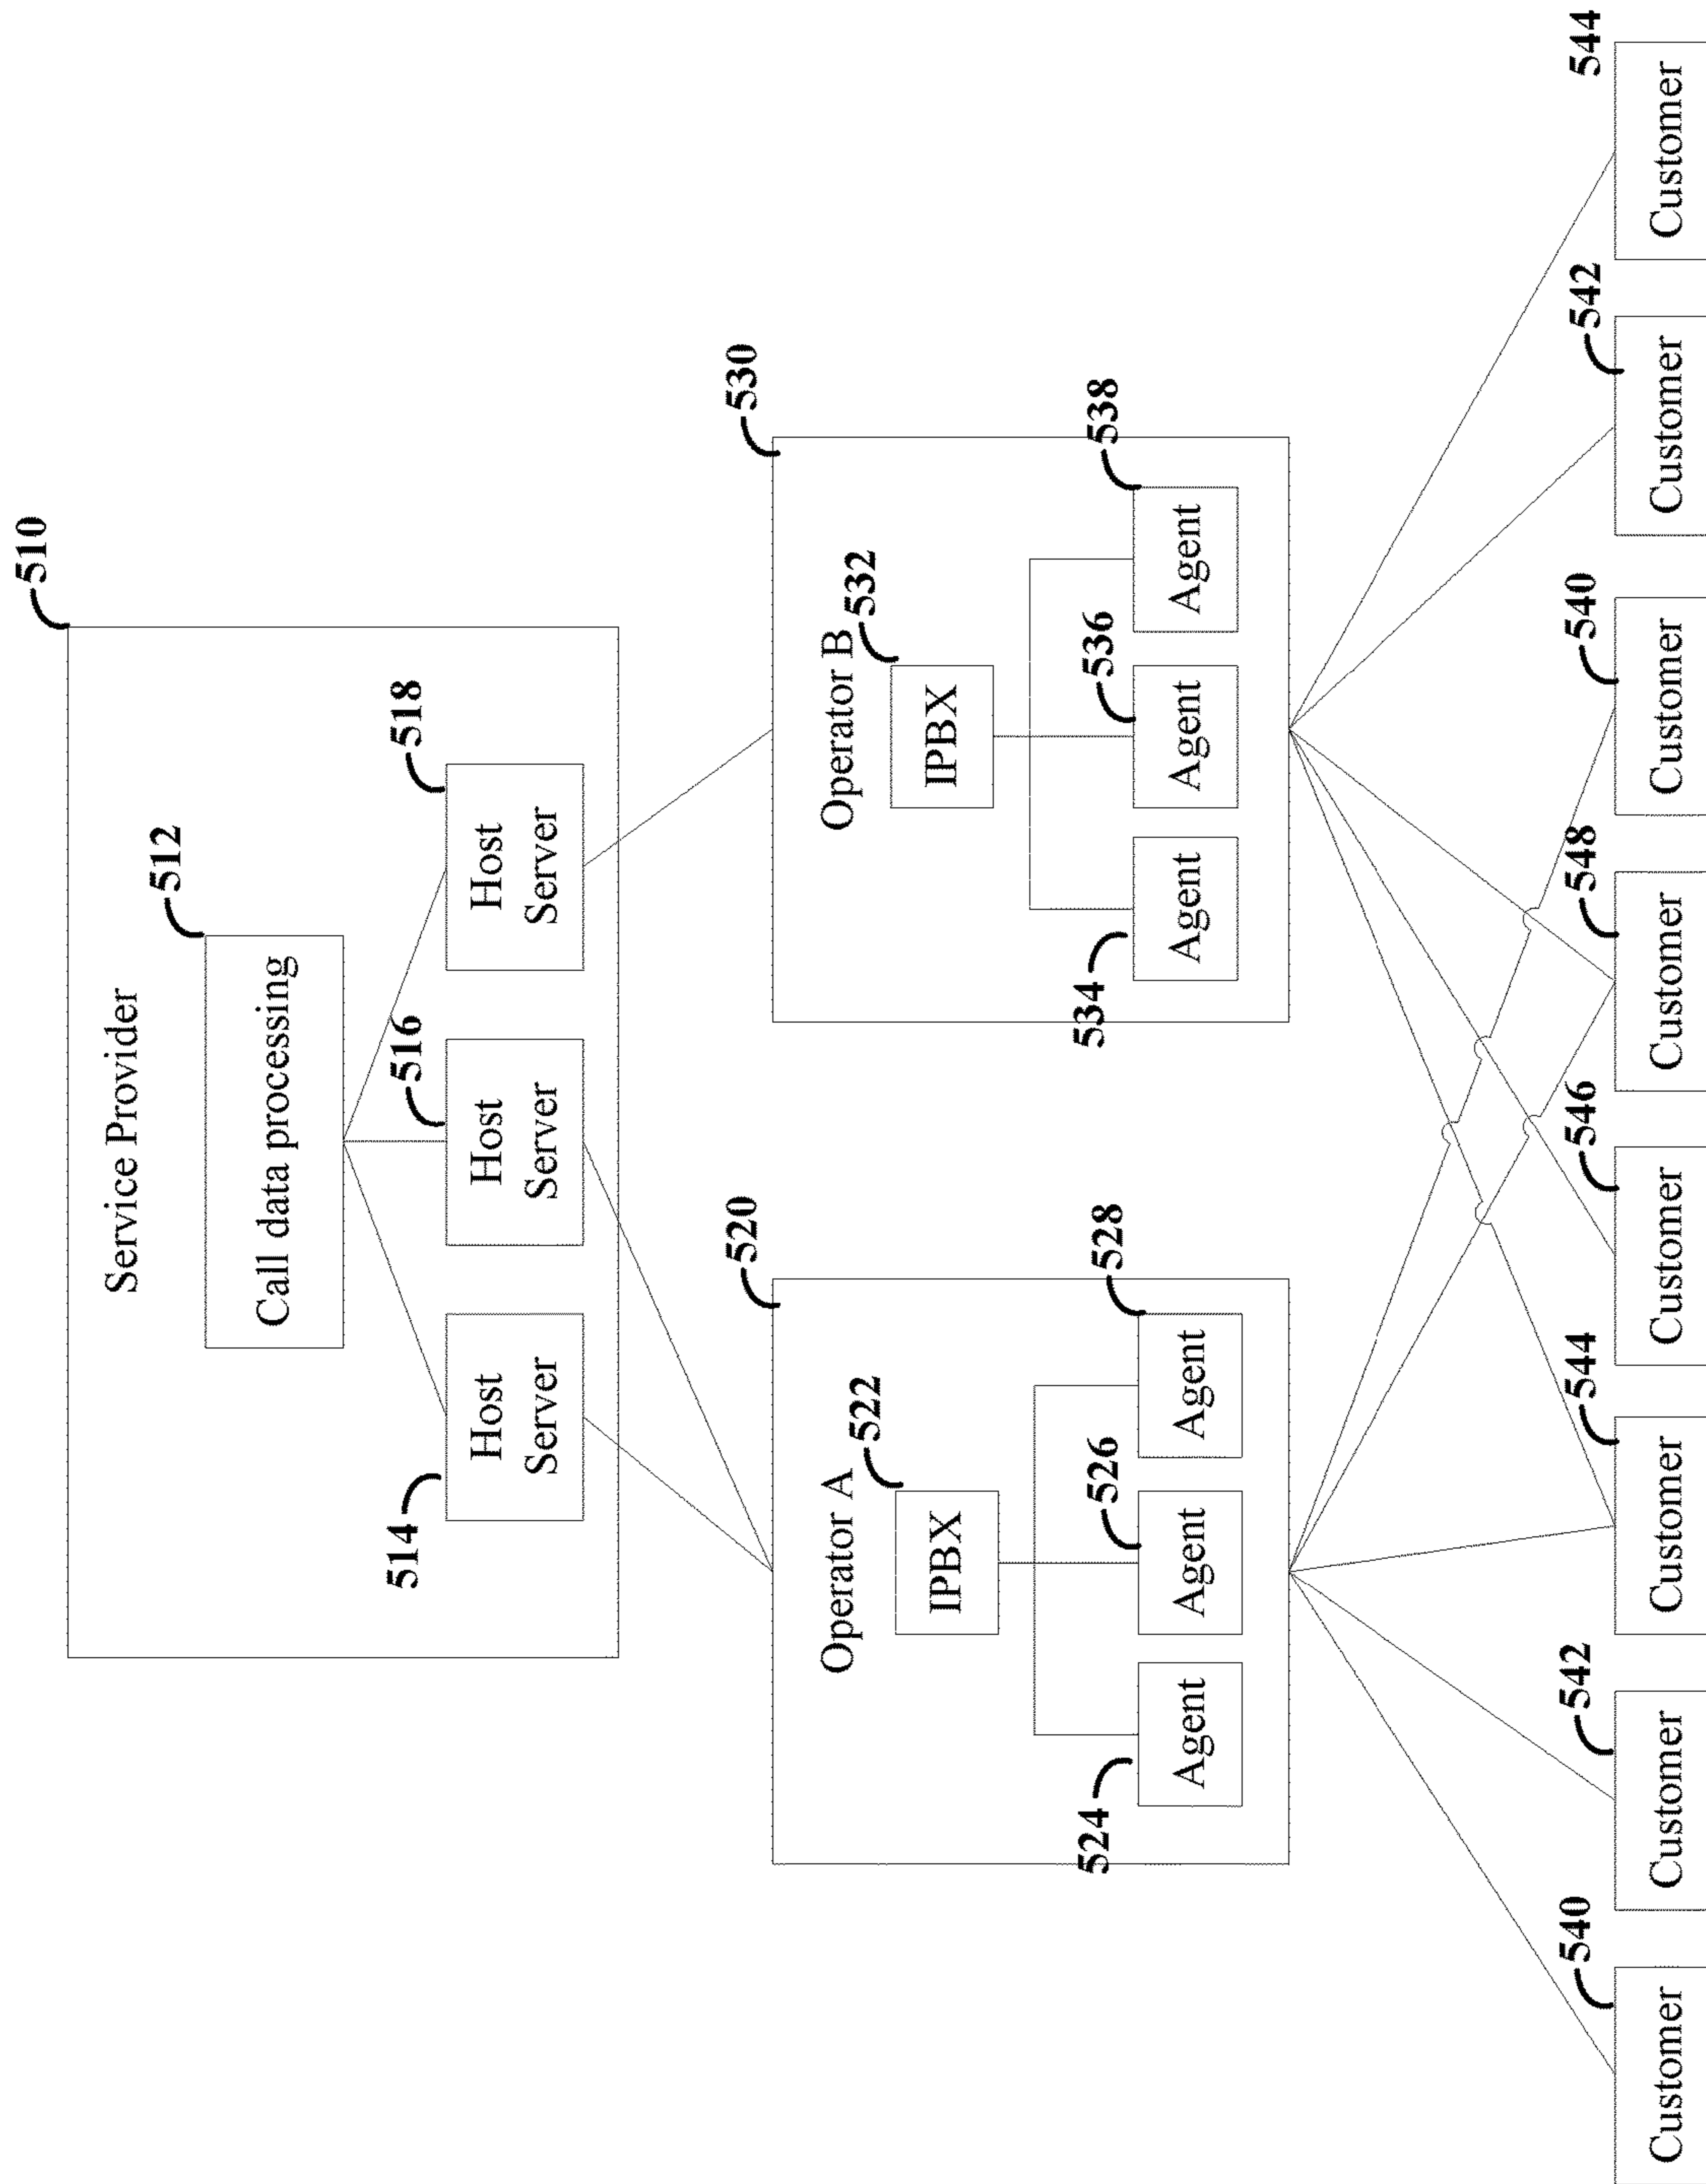 510
Service Provider
512
Call data processing
514
516
518
Host
Server
Host
Server
Host
Server
520
530
Operator A
Operator B
522
532
IPBX
IPBX
524
526
528
534
536
538
Agent
Agent
Agent
Agent
Agent
Agent
540
542
544
546
548
540
542
544
Customer
Customer
Customer
Customer
Customer
Customer
Customer
Customer